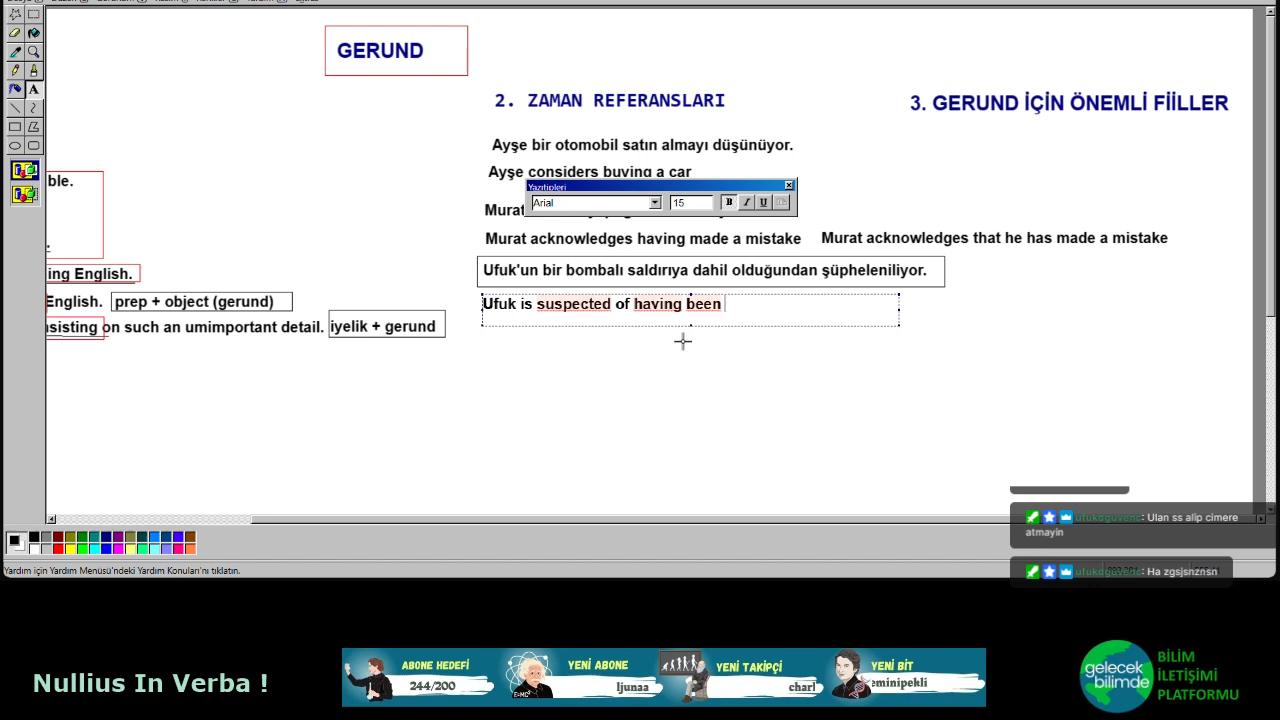 GERUND
2. ZAMAN REFERANSLARI
3. GERUND İÇİN ÖNEMLİ FİİLLER
Ayşe bir otomobil satın almayı düşünüyor.
Ayşe considers buying a car
ble.
Yazıtipleri
Arial
15
B I U
Murat
Murat acknowledges having made a mistake
Murat acknowledges that he has made a mistake
ing English.
Ufuk'un bir bombalı saldırıya dahil olduğundan şüpheleniliyor.
English.
prep + object (gerund)
Ufuk is suspected of having been
nsisting on such an umimportant detail.
iyelik + gerund
ufukaguvenc: Ulan ss alip cimere
atmayin
ufukaguvenc: Ha zgsjsnznsn
Yardım için Yardım Menüsü'ndeki Yardım Konuları'nı tıklatın.
Nullius In Verba !
ABONE HEDEFİ
244/200
E=MC²
YENİ ABONE
ljunaa
YENİ TAKİPÇİ
charl
YENİ BİT
eminipekli
gelecek
bilimde
BİLİM
İLETİŞİMİ
PLATFORMU